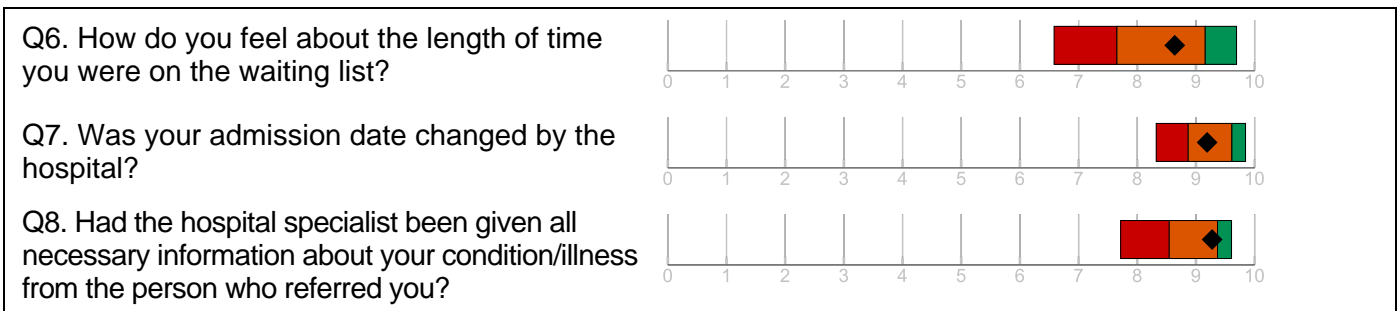 Q6. How do you feel about the length of time
you were on the waiting list?
0 1 2 3 4 5 6 7 8 9 10
Q7. Was your admission date changed by the
hospital?
0 1 2 3 4 5 6 7 8 9 10
Q8. Had the hospital specialist been given all
necessary information about your condition/illness
from the person who referred you?
0 1 2 3 4 5 6 7 8 9 10